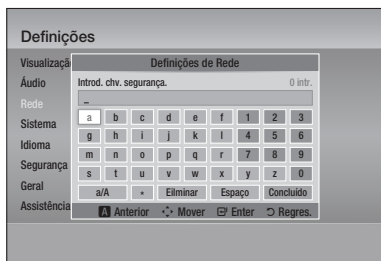 Definições
Visualizaçã
Definições de Rede
Áudio
Introd. chv. segurança. 0 intr.
Rede
_
a b c d e f 1 2 3
Sistema
g h i j k l 4 5 6
Idioma
m n o p q r 7 8 9
Segurança
s t u v w x y z 0
Geral
a/A * Eilminar Espaço Concluído
Assistência
A Anterior Mover Enter Regres.